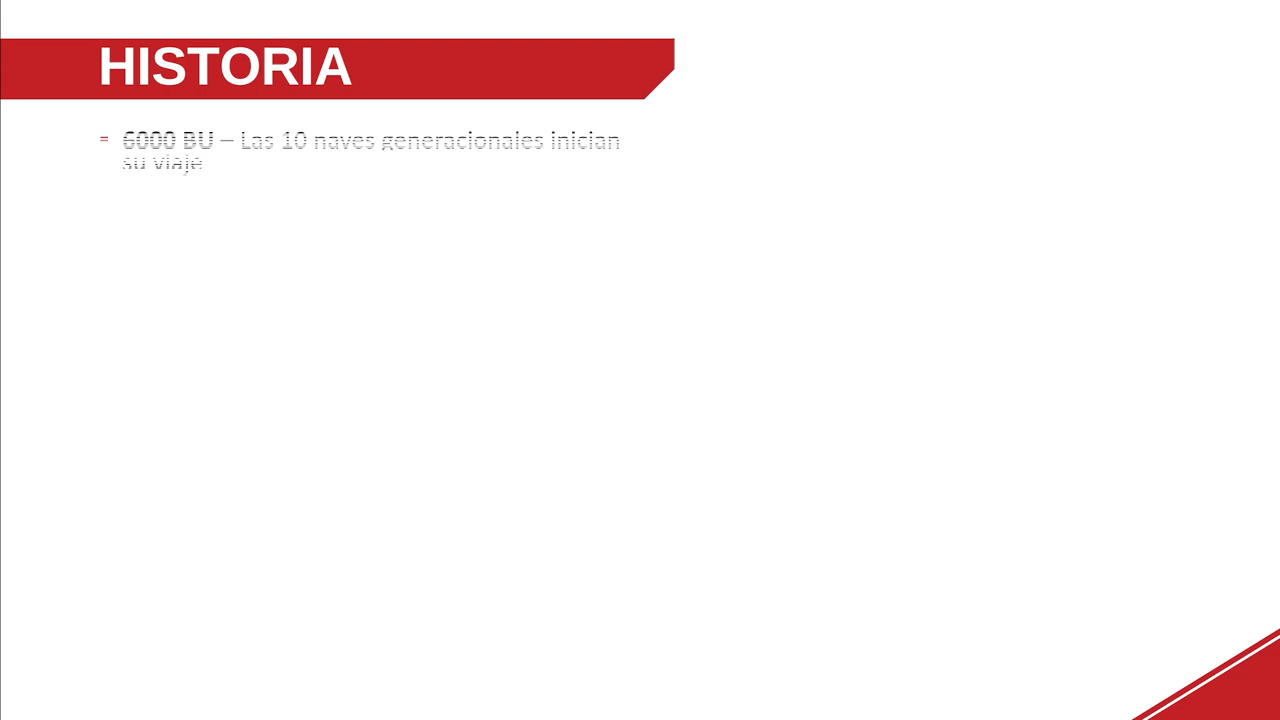 HISTORIA
6000 BU – Las 10 naves generacionales inician
su viaje